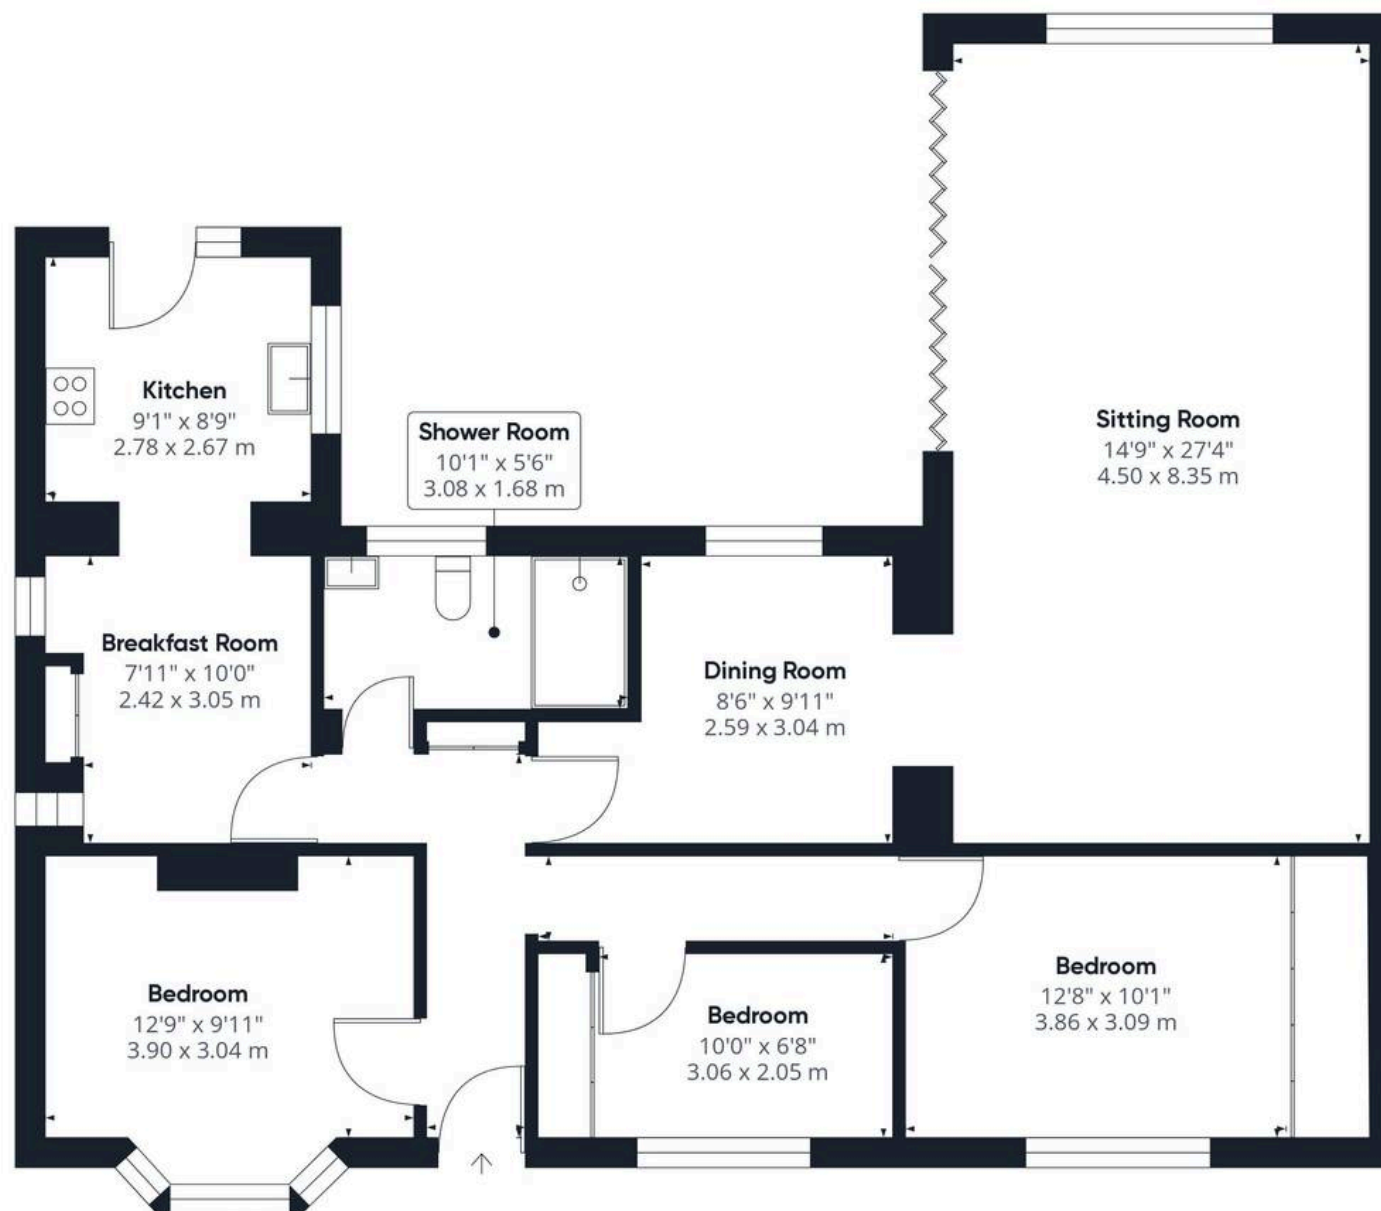 Kitchen
9'1" x 8'9"
2.78 x 2.67 m
Shower Room
10'1" x 5'6"
3.08 x 1.68 m
Sitting Room
14'9" x 27'4"
4.50 x 8.35 m
Breakfast Room
7'11" x 10'0"
2.42 x 3.05 m
Dining Room
8'6" x 9'11"
2.59 x 3.04 m
Bedroom
12'9" x 9'11"
3.90 x 3.04 m
Bedroom
10'0" x 6'8"
3.06 x 2.05 m
Bedroom
12'8" x 10'1"
3.86 x 3.09 m